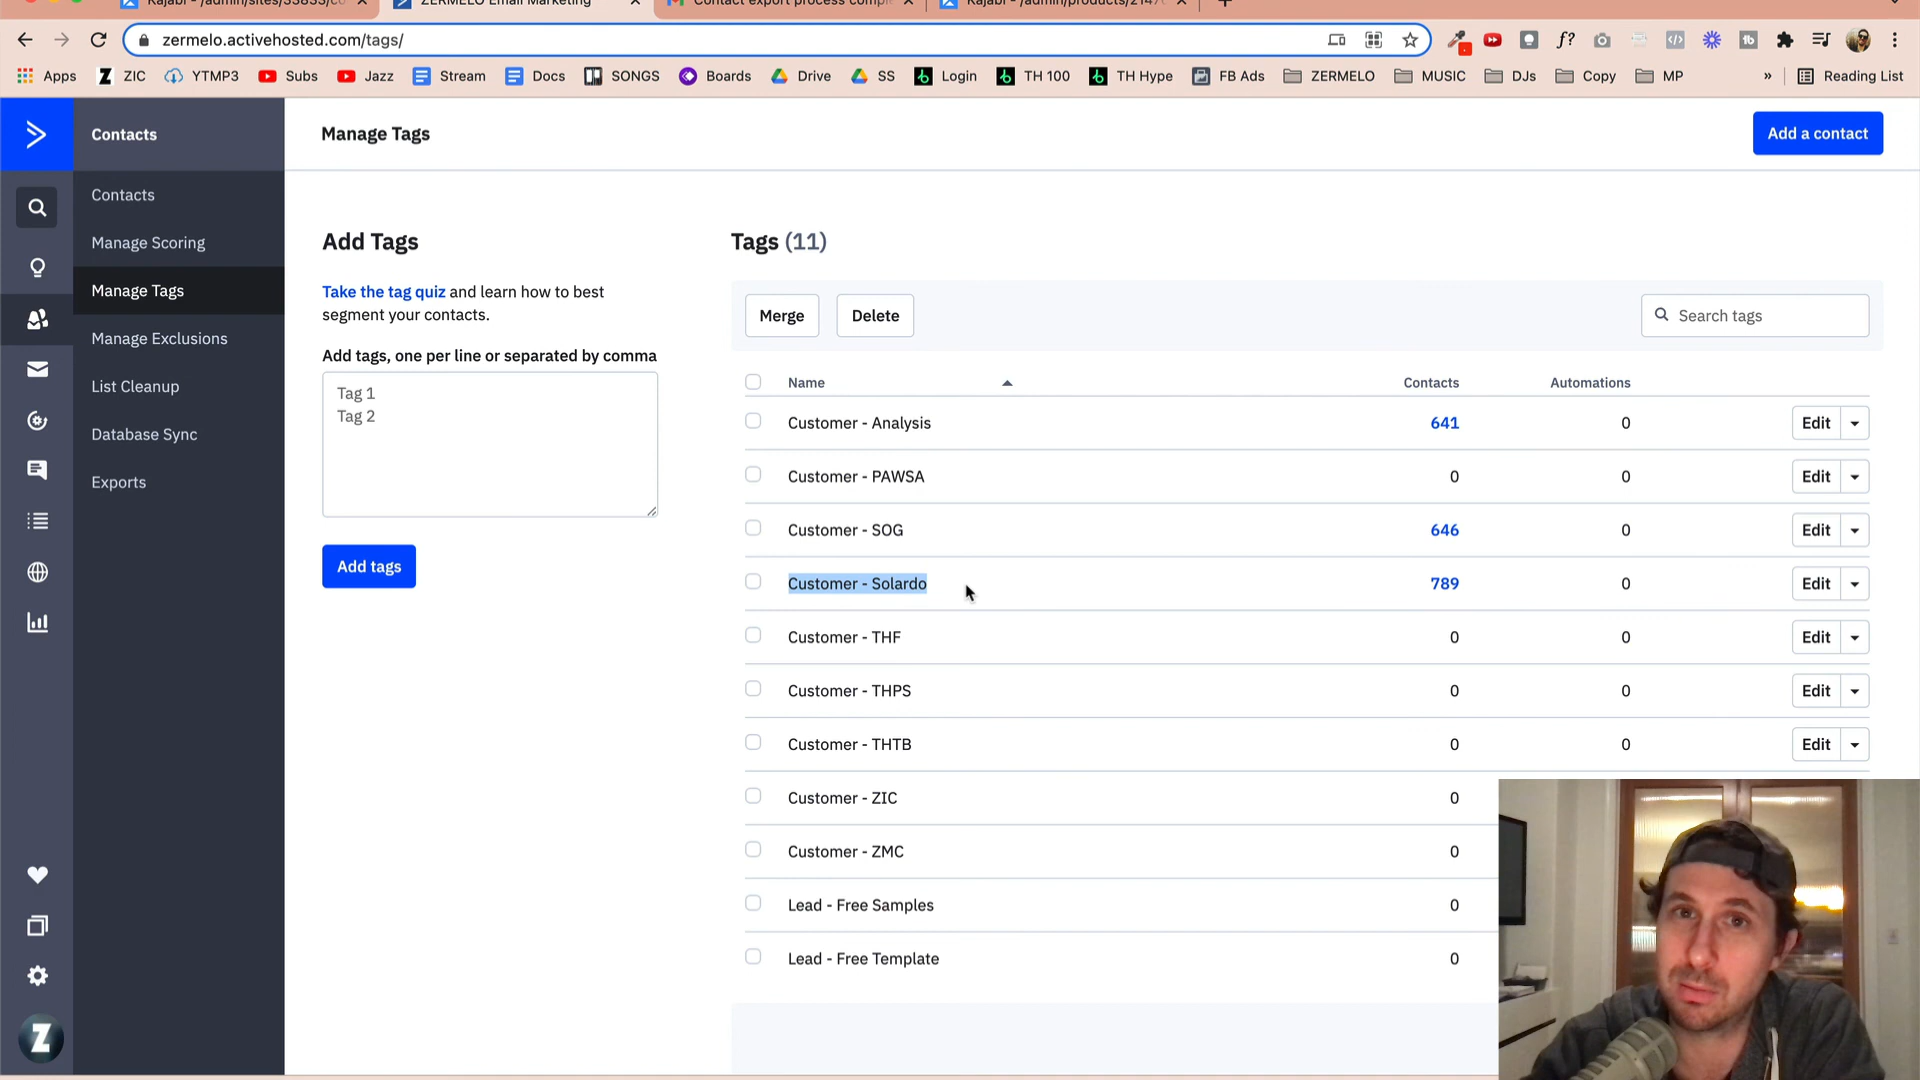 Kajabi - /admin/sites/33833/co
ZERMELO Email Marketing
Contact export process comple
Kajabi - /admin/products/2147
zermelo.activehosted.com/tags/
Apps
ZIC
YTMP3
Subs
Jazz
Stream
Docs
SONGS
Boards
Drive
SS
Login
TH 100
TH Hype
FB Ads
ZERMELO
MUSIC
DJs
Copy
MP
»
Reading List
Contacts
Manage Tags
Add a contact
Contacts
Manage Scoring
Manage Tags
Manage Exclusions
List Cleanup
Database Sync
Exports
Add Tags
Take the tag quiz and learn how to best
segment your contacts.
Add tags, one per line or separated by comma
Tag 1
Tag 2
Add tags
Tags (11)
Merge
Delete
Search tags
Name
Contacts
Automations
Customer - Analysis 641 0 Edit
Customer - PAWSA 0 0 Edit
Customer - SOG 646 0 Edit
Customer - Solardo 789 0 Edit
Customer - THF 0 0 Edit
Customer - THPS 0 0 Edit
Customer - THTB 0 0 Edit
Customer - ZIC 0
Customer - ZMC 0
Lead - Free Samples 0
Lead - Free Template 0
Z